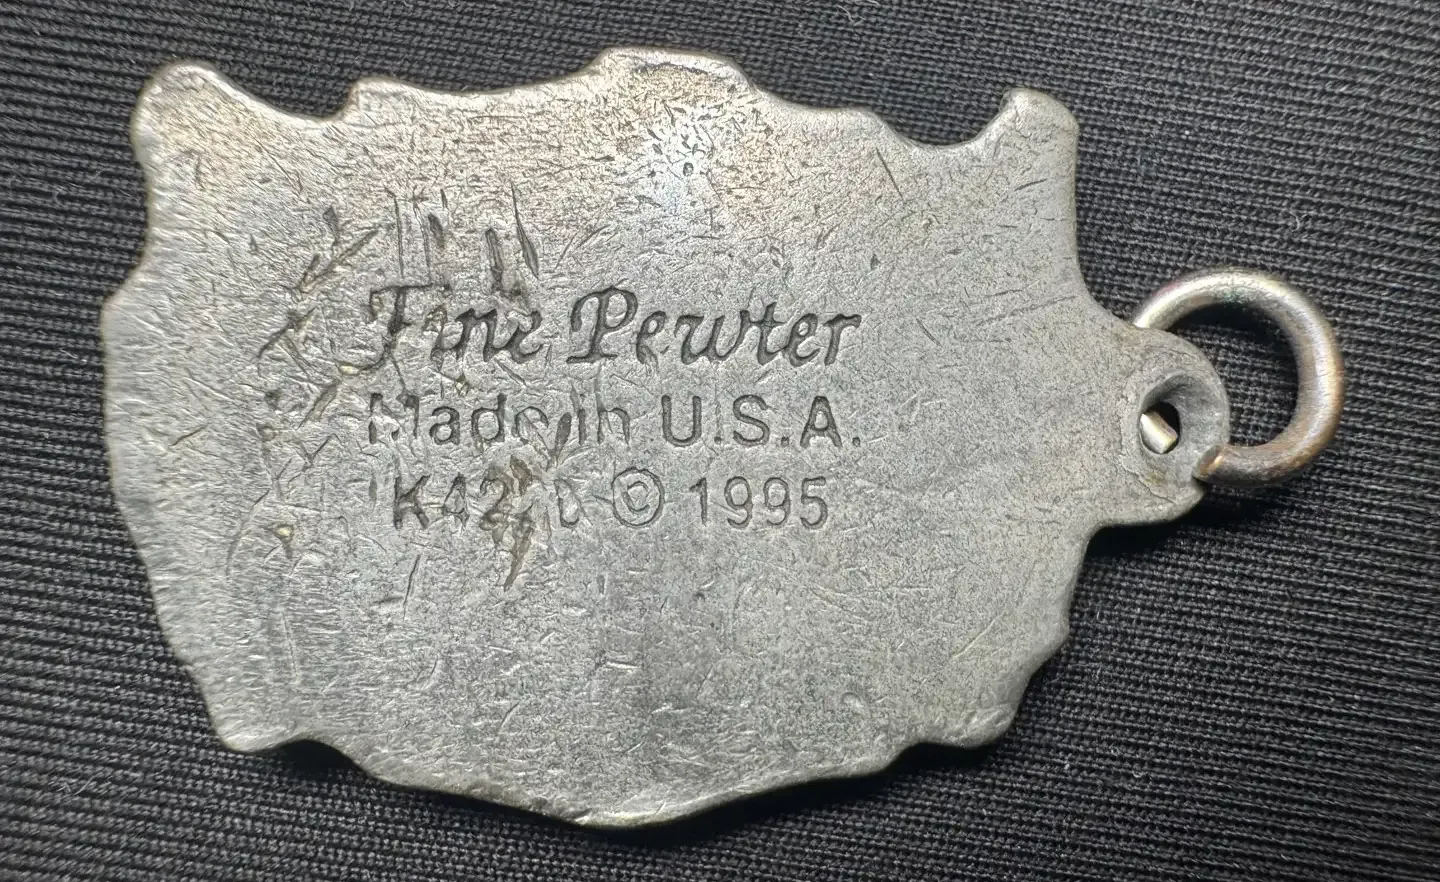 Fine Pewter
Made in U.S.A.
© 1995